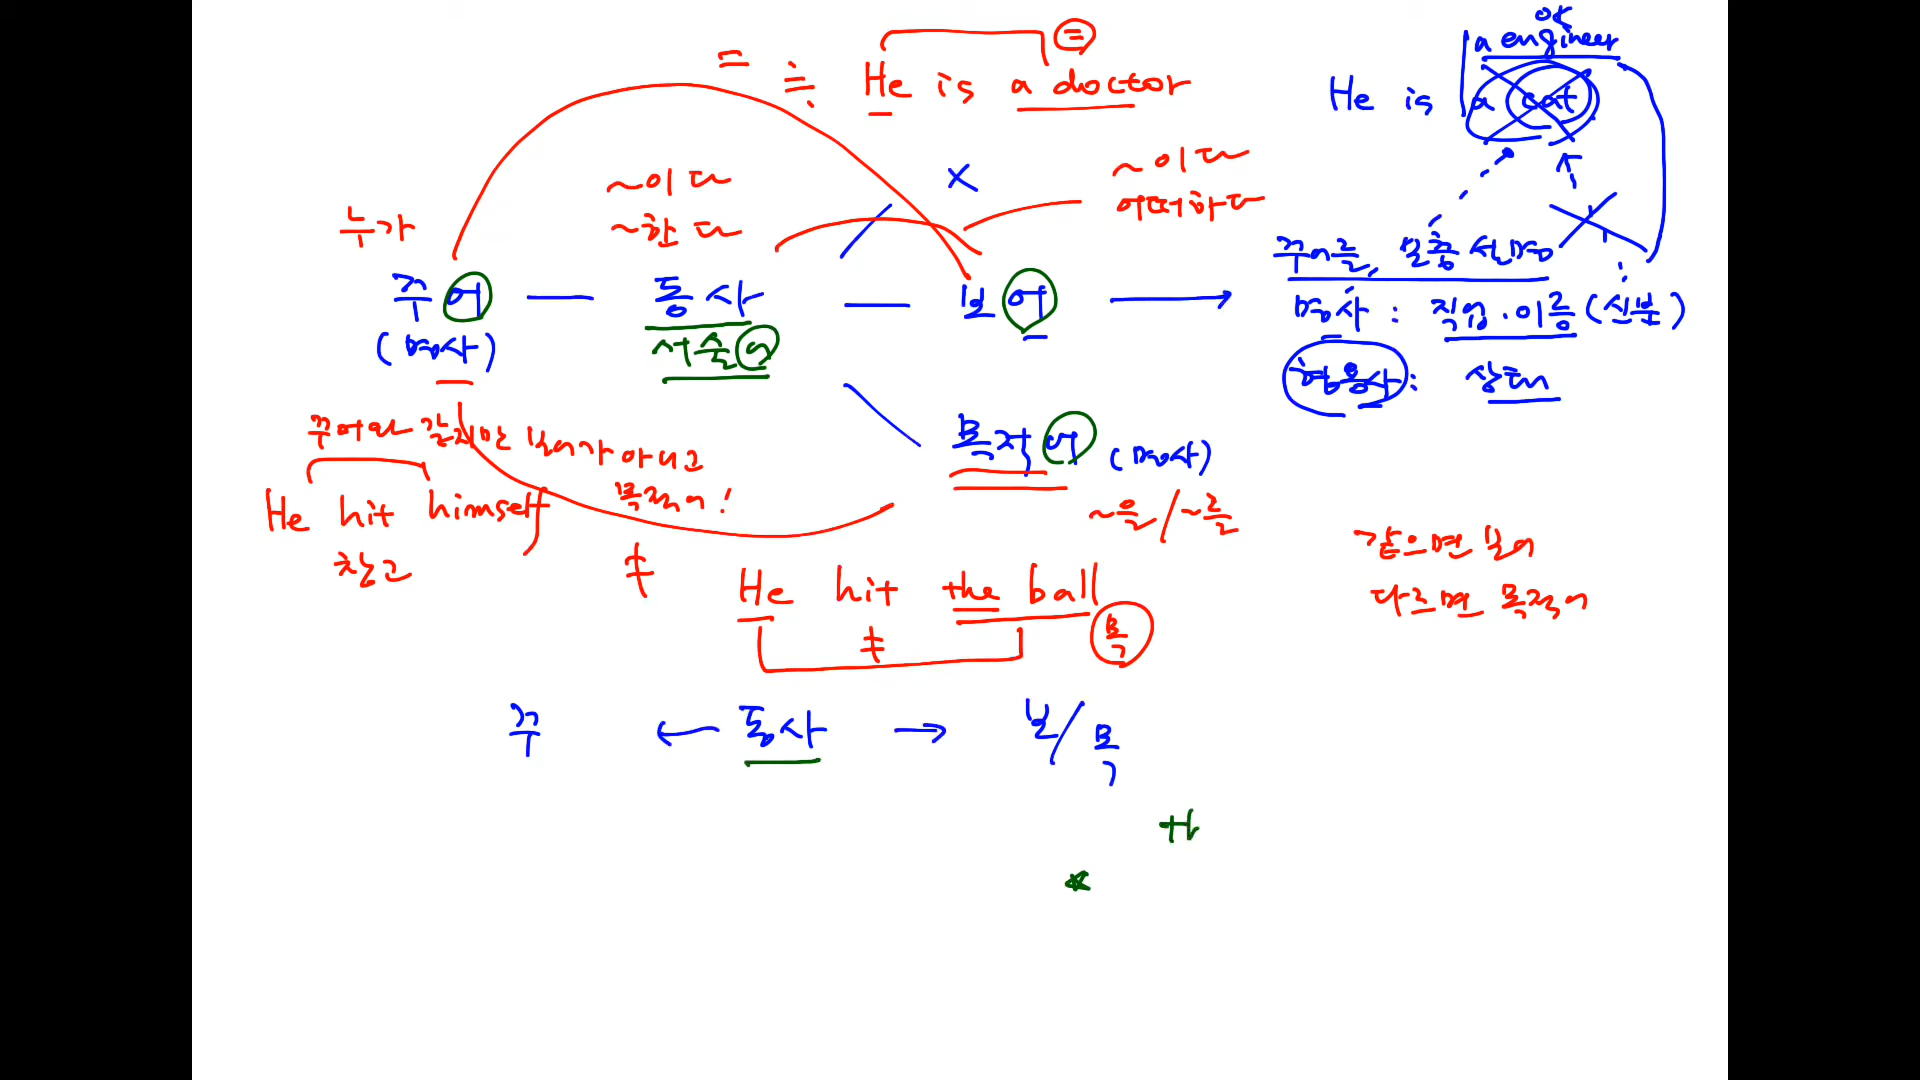 ok
a engineer
= ≒ He is a doctor =
He is a cat
×
누가
~이다
~한다
~이다
어떠하다
주어 — 동사 — 보어 → 주어를 보충설명
(명사) 서술어
명사 : 직업·이름 (신분)
형용사 : 상태
주어와 같지만 보어가 아니고
목적어!
목적어 (명사)
~을/~를
He hit himself
참고
≠
He hit the ball
≠ 목
같으면 보어
다르면 목적어
주 ← 동사 → 보/목